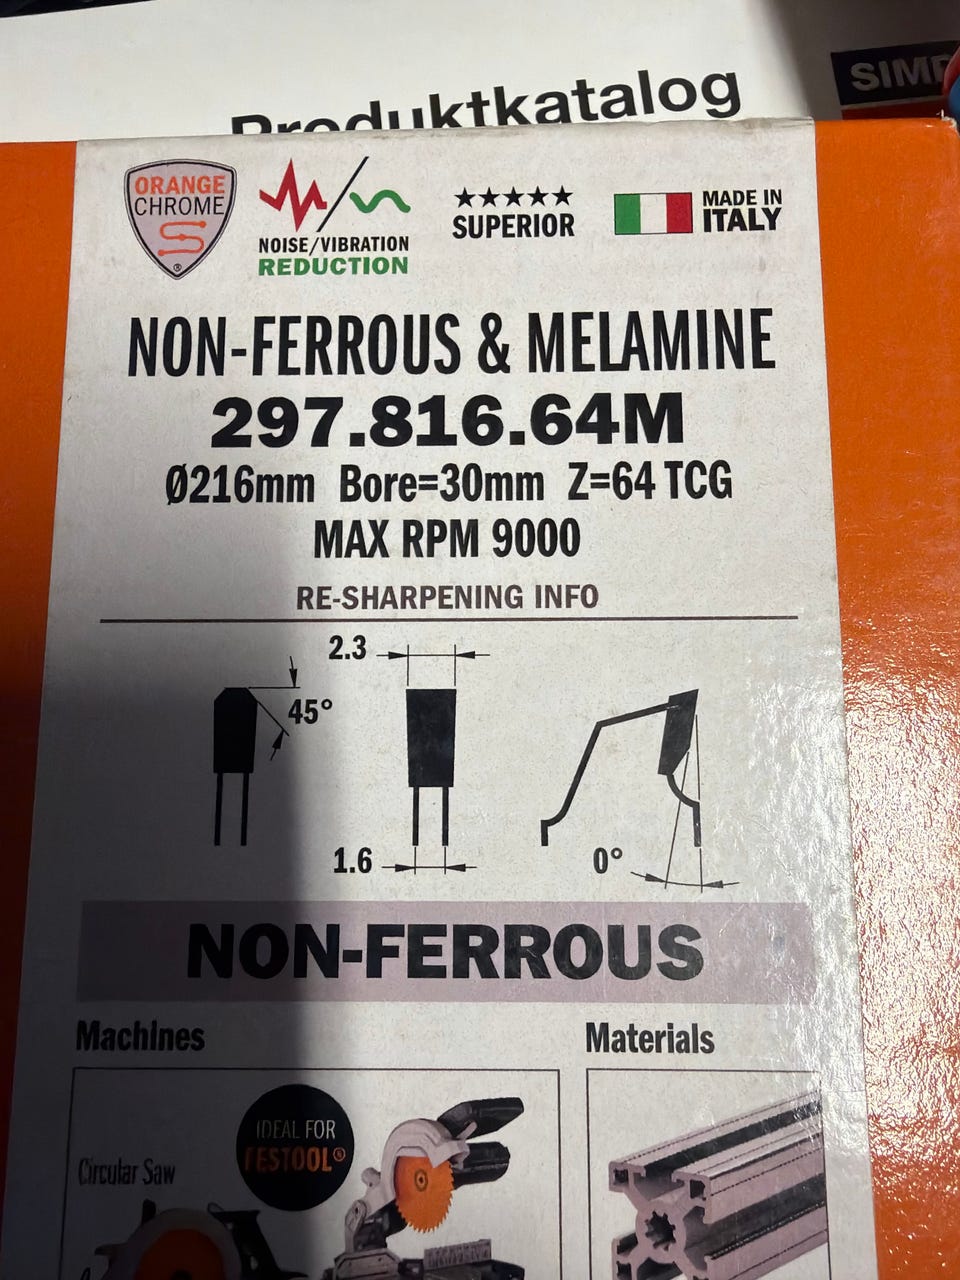 Produktkatalog
ORANGE
CHROME
®
NOISE/VIBRATION
REDUCTION
★★★★★
SUPERIOR
MADE IN
ITALY
NON-FERROUS & MELAMINE
297.816.64M
Ø216mm Bore=30mm Z=64 TCG
MAX RPM 9000
RE-SHARPENING INFO
2.3
45°
1.6
0°
NON-FERROUS
Machines
Materials
IDEAL FOR
FESTOOL®
Circular Saw